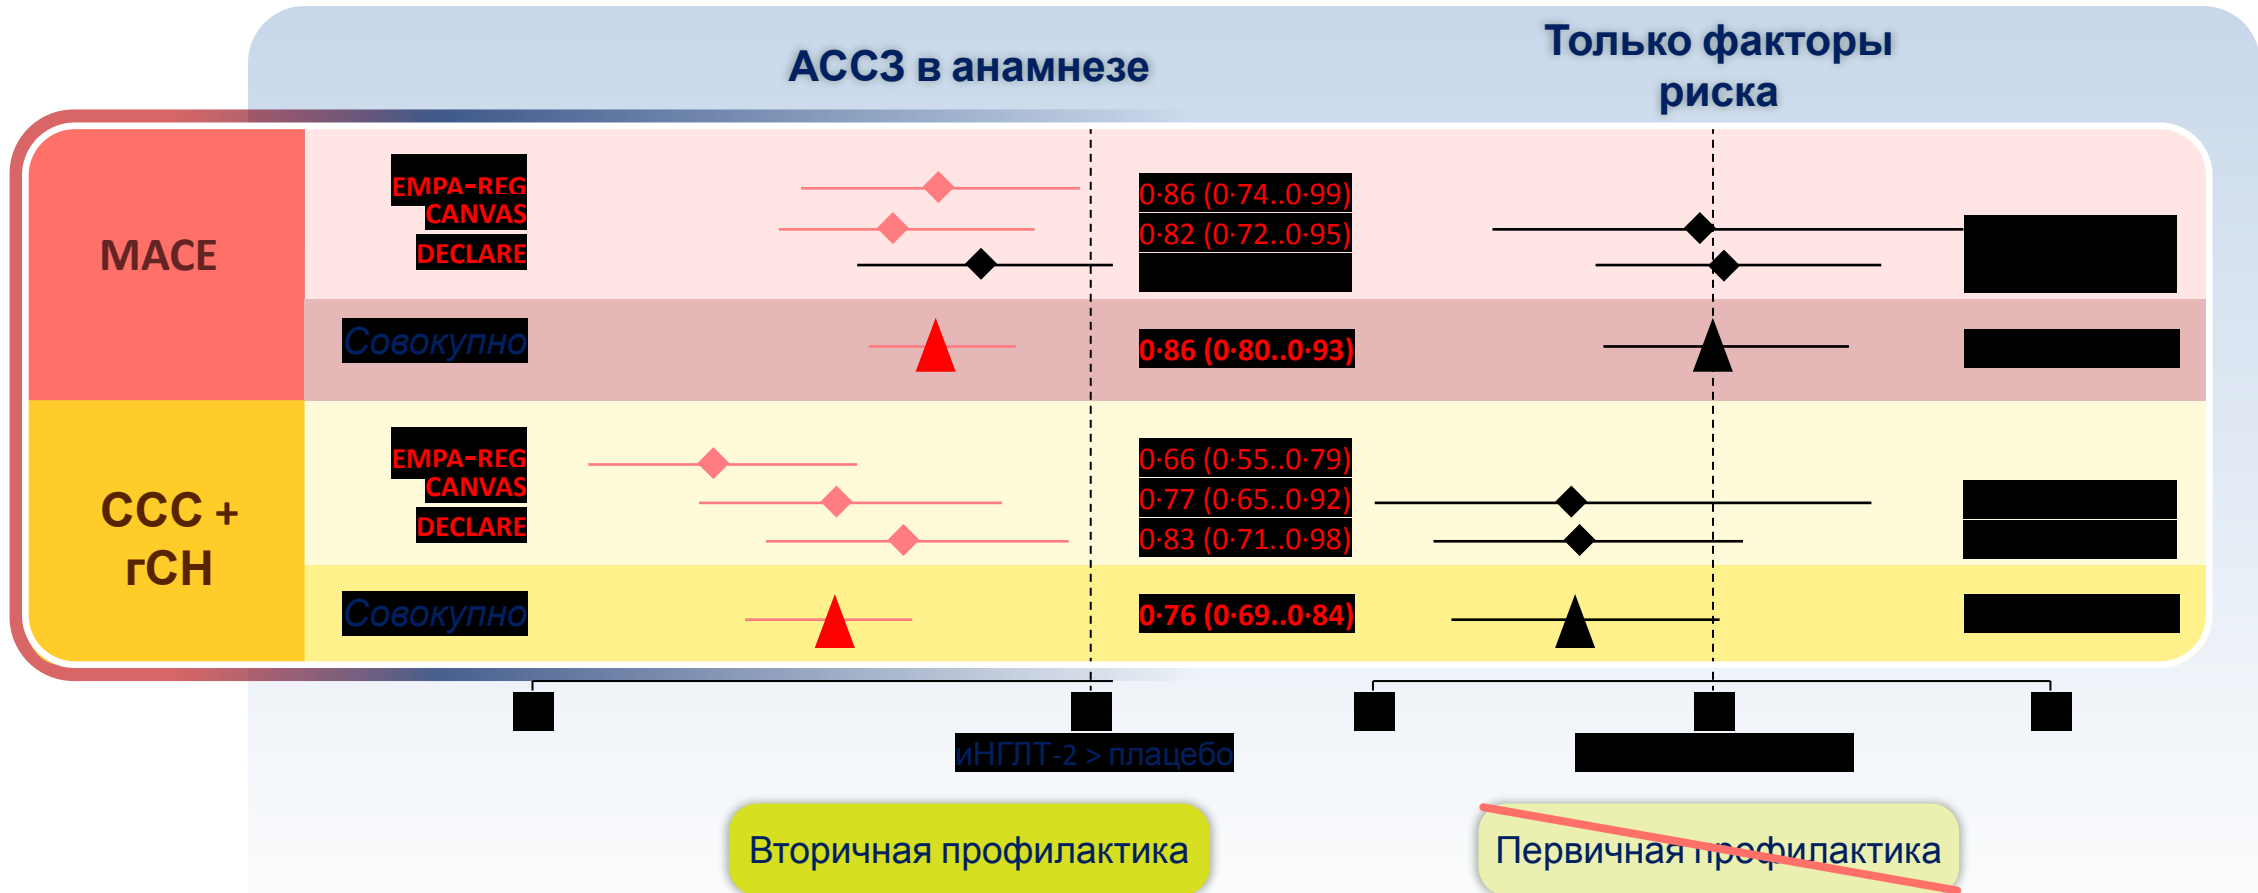 АССЗ в анамнезе
Только факторы
риска
MACE
EMPA-REG
CANVAS
DECLARE
0·86 (0·74..0·99)
0·82 (0·72..0·95)
Совокупно
0·86 (0·80..0·93)
ССС +
гСН
EMPA-REG
CANVAS
DECLARE
0·66 (0·55..0·79)
0·77 (0·65..0·92)
0·83 (0·71..0·98)
Совокупно
0·76 (0·69..0·84)
иНГЛТ-2 > плацебо
Вторичная профилактика
Первичная профилактика